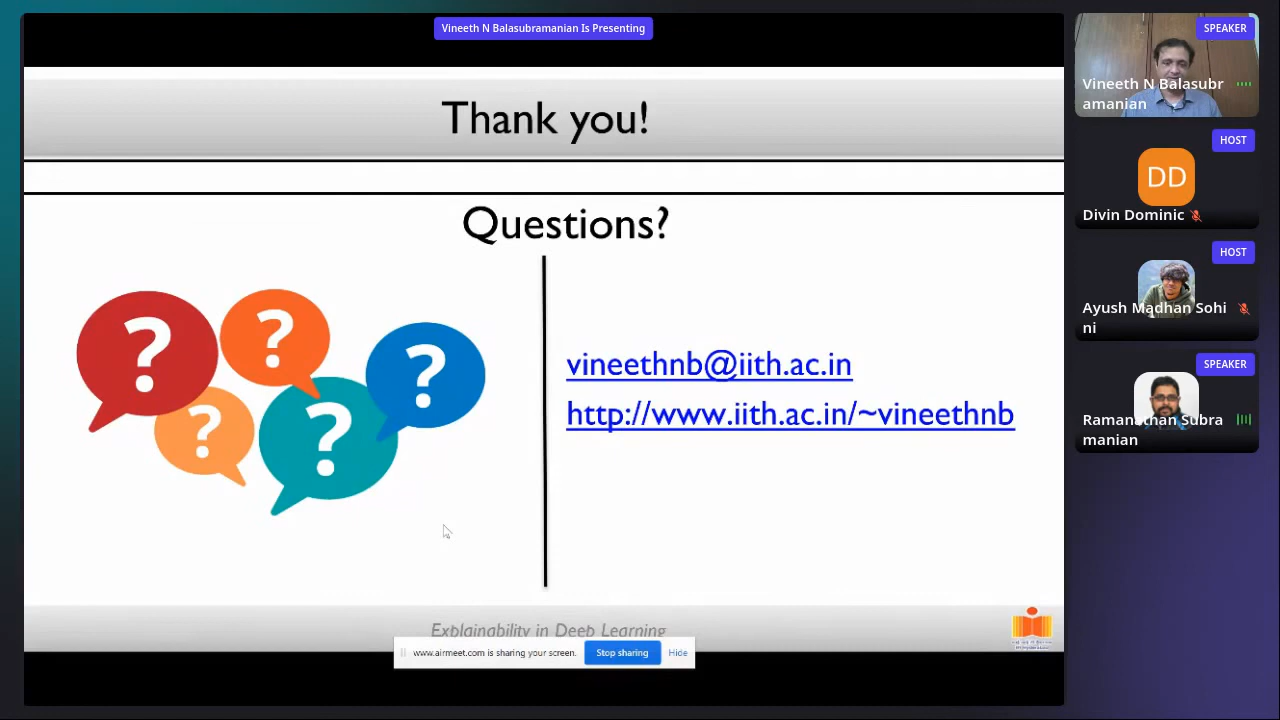 Vineeth N Balasubramanian Is Presenting
Thank you!
Questions?
? ? ? ? ?
vineethnb@iith.ac.in
http://www.iith.ac.in/~vineethnb
Explainability in Deep Learning
www.airmeet.com is sharing your screen.
Stop sharing
Hide
SPEAKER
Vineeth N Balasubr
amanian
HOST
DD
Divin Dominic
HOST
Ayush Madhan Sohi
ni
SPEAKER
Ramanathan Subra
manian